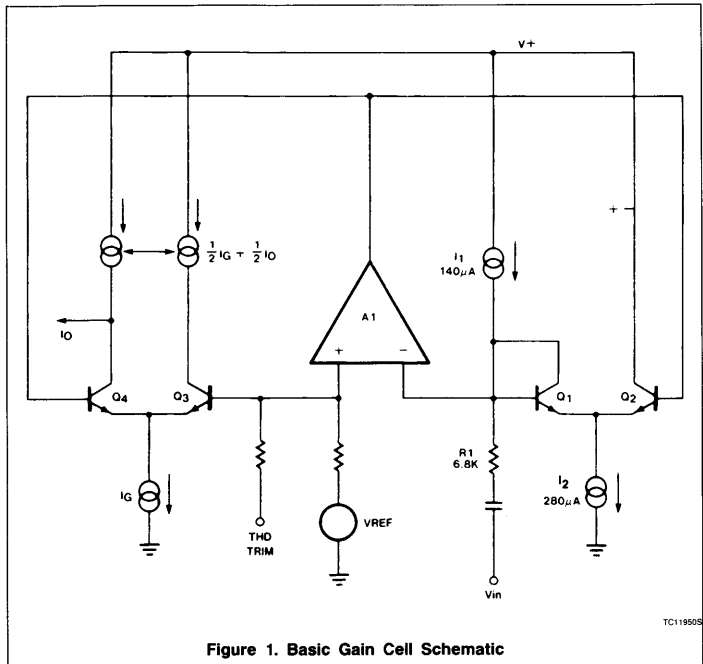 V+
½IG + ½IO
I1
140µA
A1
+ −
IO
Q4
Q3
Q1
Q2
R1
6.8K
I2
280µA
IG
THD
TRIM
VREF
Vin
TC11950S
Figure 1. Basic Gain Cell Schematic